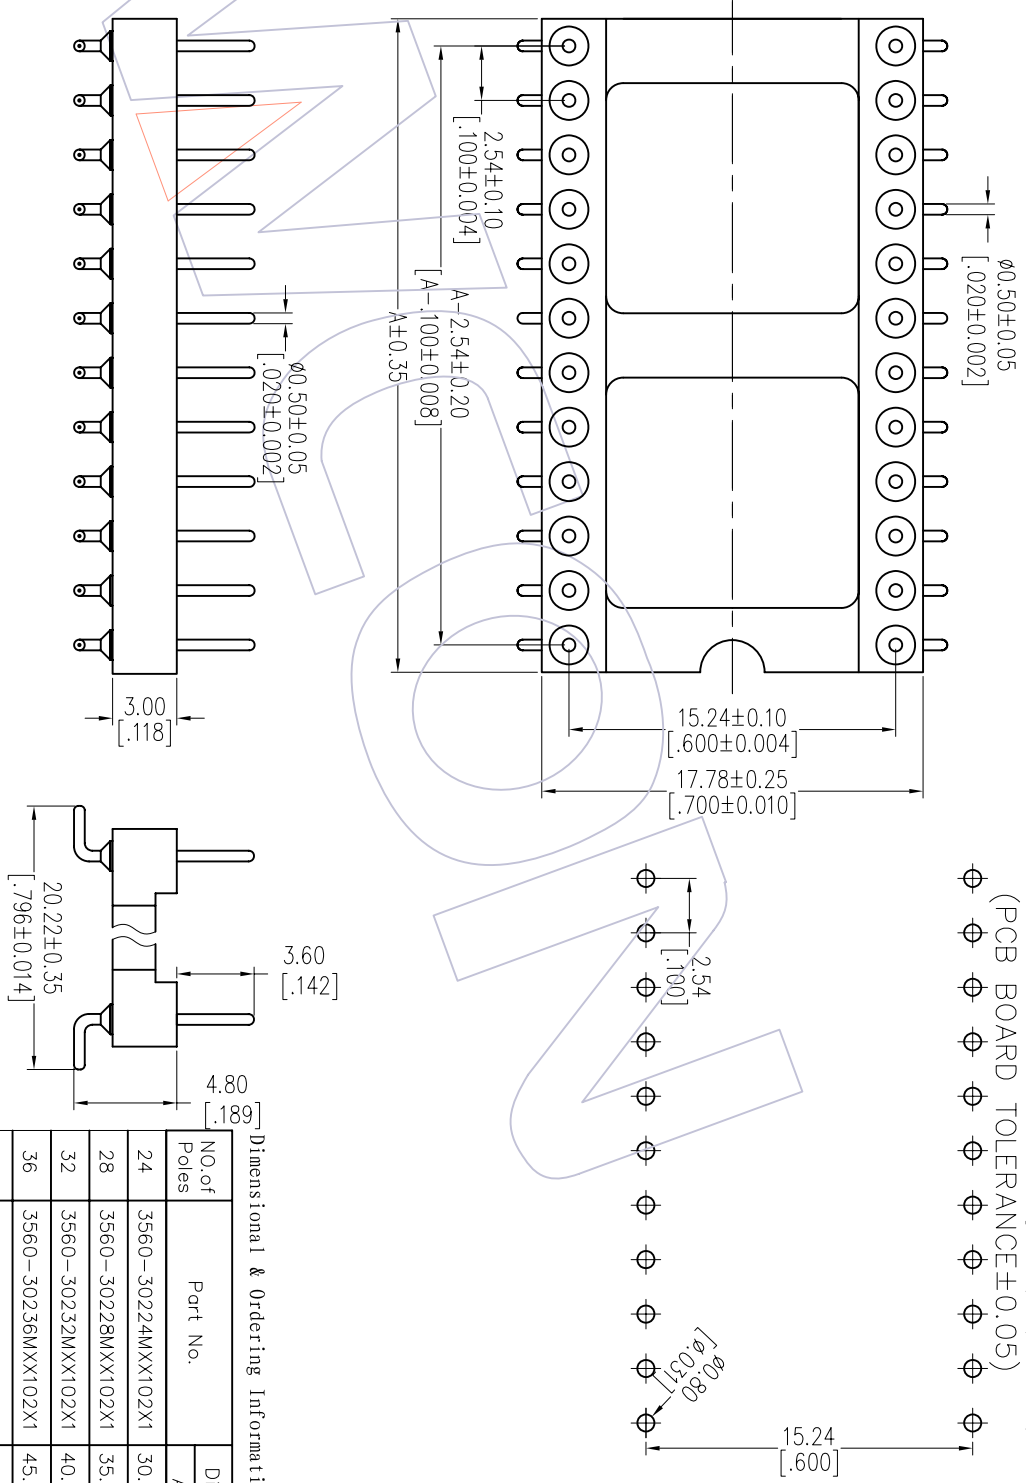 2.54±0.10
[.100±0.004]
A-2.54±0.20
[A-.100±0.008]
A±0.35
ø0.50±0.05
[.020±0.002]
ø0.50±0.05
[.020±0.002]
3.00
[.118]
15.24±0.10
[.600±0.004]
17.78±0.25
[.700±0.010]
20.22±0.35
[.796±0.014]
3.60
[.142]
4.80
[.189]
(PCB BOARD TOLERANCE±0.05)
2.54
[.100]
ø0.80
[ø.031]
15.24
[.600]
Dimensional & Ordering
NO.of Poles
Part No.
24 3560-30224MXX102X1 30.
28 3560-30228MXX102X1 35.
32 3560-30232MXX102X1 40.
36 3560-30236MXX102X1 45.